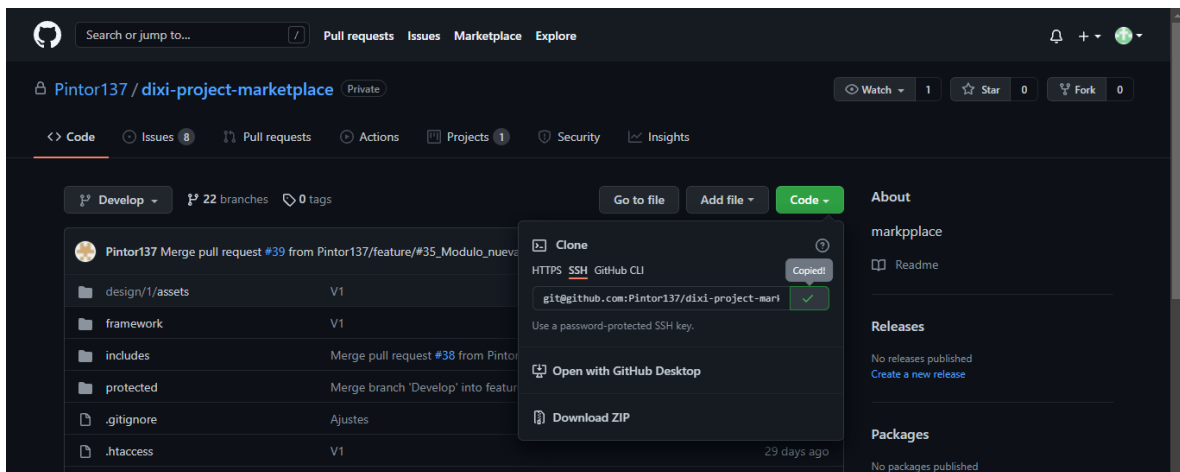 Search or jump to... / Pull requests Issues Marketplace Explore
Pintor137 / dixi-project-marketplace Private
Watch 1 Star 0 Fork 0
<> Code Issues 8 Pull requests Actions Projects 1 Security Insights
Develop 22 branches 0 tags
Go to file Add file Code
Pintor137 Merge pull request #39 from Pintor137/feature/#35_Modulo_nueva
design/1/assets V1
framework V1
includes Merge pull request #38 from Pintor
protected Merge branch 'Develop' into featur
.gitignore Ajustes
.htaccess V1 29 days ago
Clone
HTTPS SSH GitHub CLI
Copied!
git@github.com:Pintor137/dixi-project-mark
Use a password-protected SSH key.
Open with GitHub Desktop
Download ZIP
About
markpplace
Readme
Releases
No releases published
Create a new release
Packages
No packages published